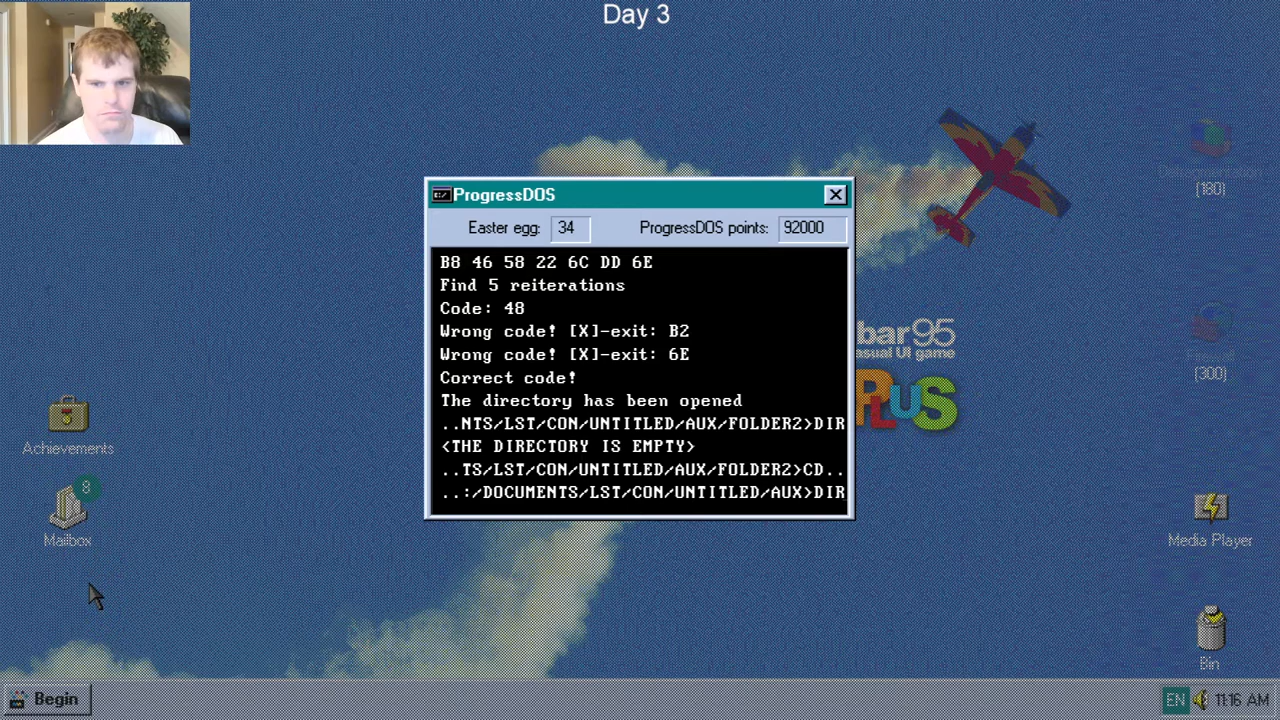 Day 3
ProgressDOS
Easter egg: 34 ProgressDOS points: 92000
B8 46 58 22 6C DD 6E
Find 5 reiterations
Code: 48
Wrong code! [X]-exit: B2
Wrong code! [X]-exit: 6E
Correct code!
The directory has been opened
..NTS/LST/CON/UNTITLED/AUX/FOLDER2>DIR
<THE DIRECTORY IS EMPTY>
..TS/LST/CON/UNTITLED/AUX/FOLDER2>CD..
..:/DOCUMENTS/LST/CON/UNTITLED/AUX>DIR
bar95
asual UI game
PLUS
(180)
(300)
Achievements
8
Mailbox
Media Player
Bin
Begin
EN 11:16 AM